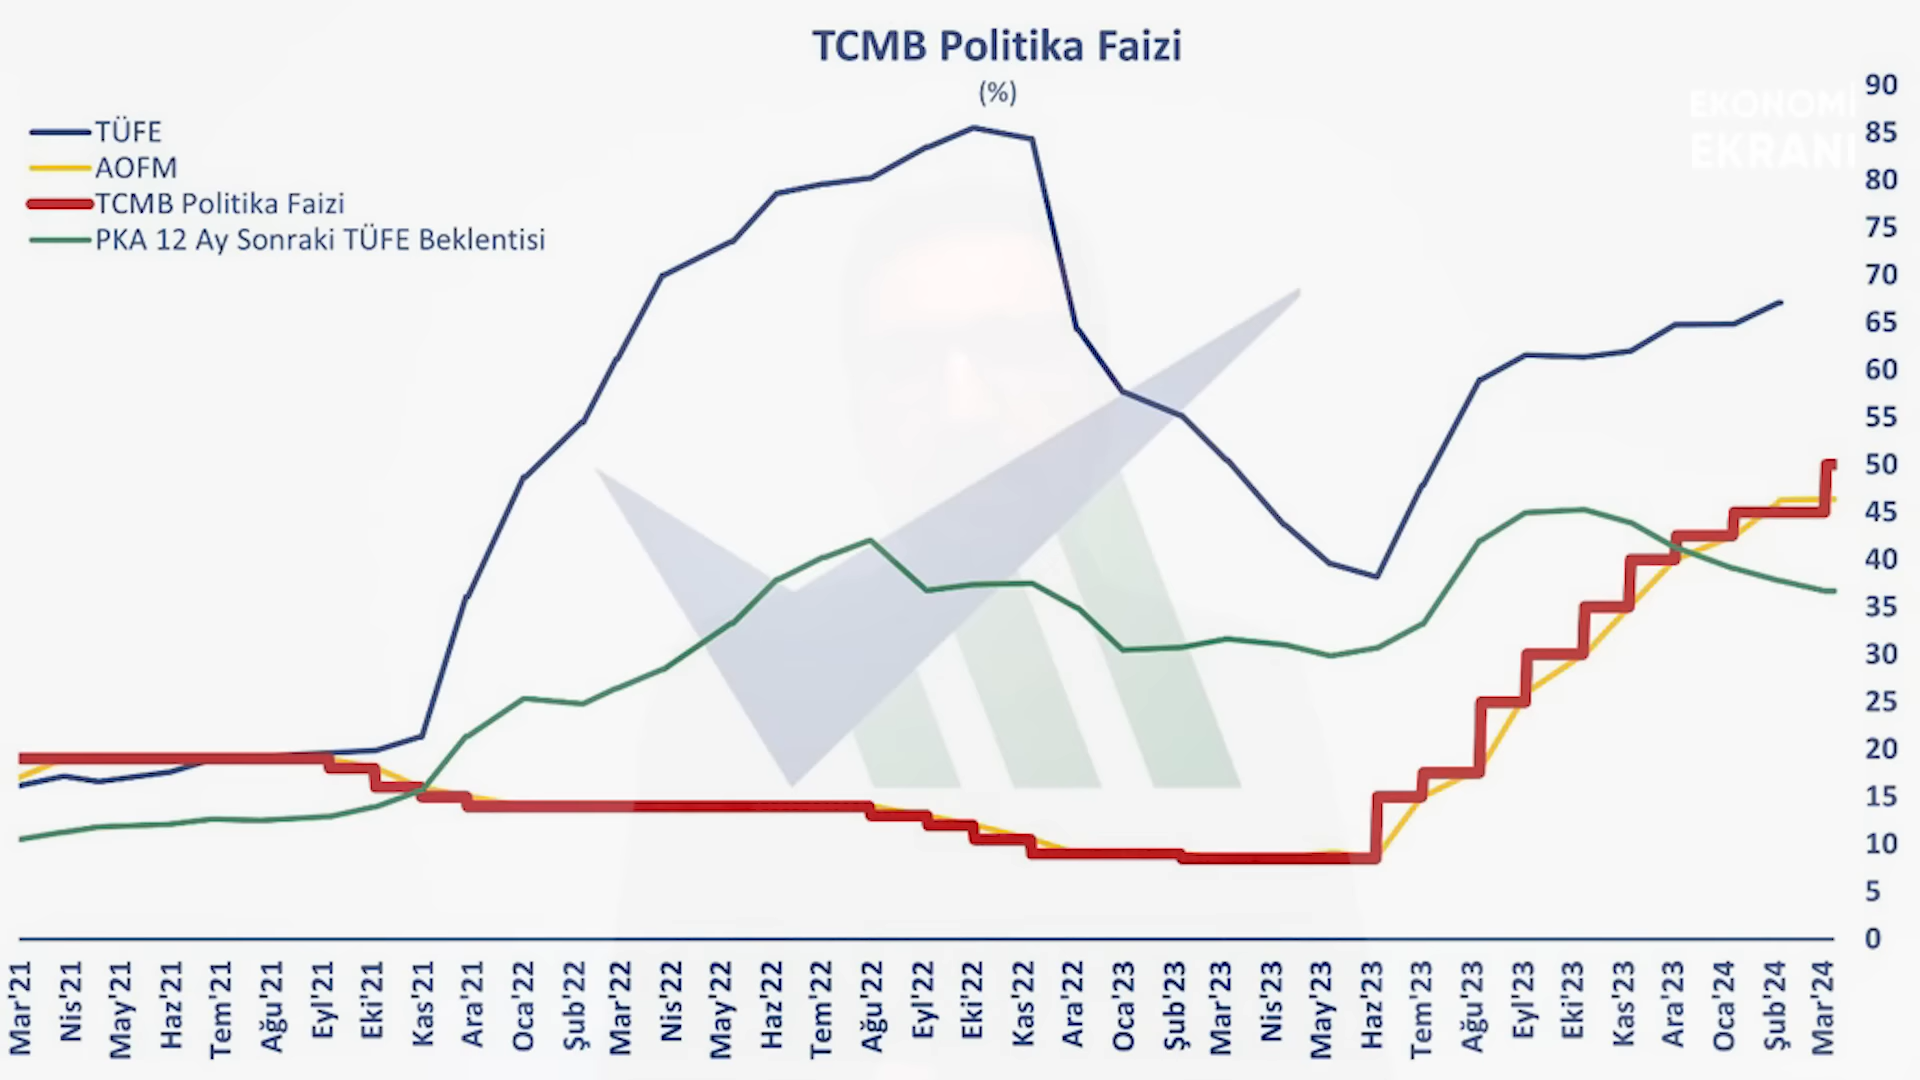 TCMB Politika Faizi
(%)
EKONOMİ
EKRANI
TÜFE
AOFM
TCMB Politika Faizi
PKA 12 Ay Sonraki TÜFE Beklentisi
90
85
80
75
70
65
60
55
50
45
40
35
30
25
20
15
10
5
0
Mar'21
Nis'21
May'21
Haz'21
Tem'21
Ağu'21
Eyl'21
Eki'21
Kas'21
Ara'21
Oca'22
Şub'22
Mar'22
Nis'22
May'22
Haz'22
Tem'22
Ağu'22
Eyl'22
Eki'22
Kas'22
Ara'22
Oca'23
Şub'23
Mar'23
Nis'23
May'23
Haz'23
Tem'23
Ağu'23
Eyl'23
Eki'23
Kas'23
Ara'23
Oca'24
Şub'24
Mar'24